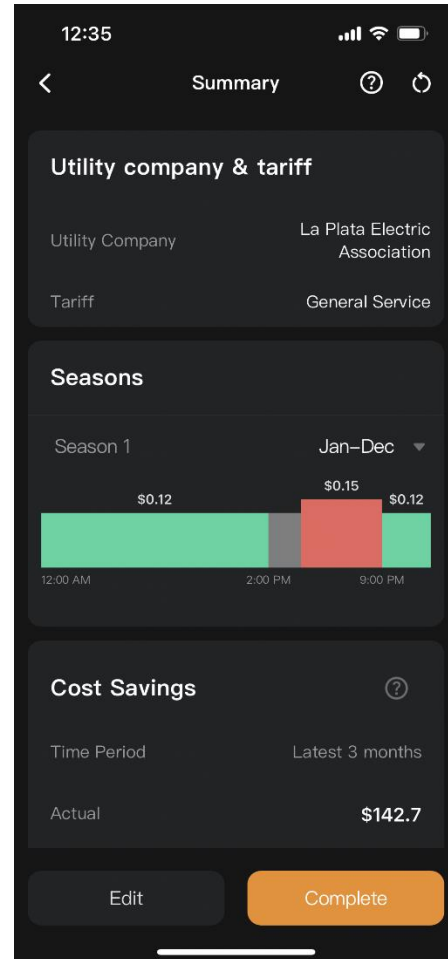 12:35
Summary
Utility company & tariff
Utility Company
La Plata Electric
Association
Tariff
General Service
Seasons
Season 1
Jan–Dec
$0.12
$0.15
$0.12
12:00 AM
2:00 PM
9:00 PM
Cost Savings
?
Time Period
Latest 3 months
Actual
$142.7
Edit
Complete